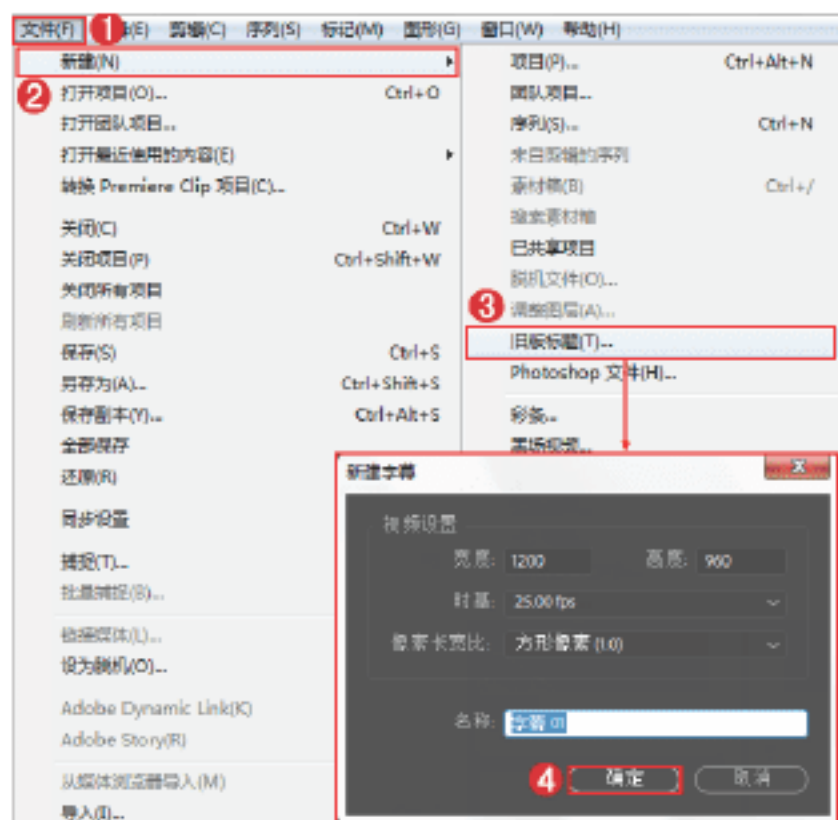 文件(F) 1 (E) 剪辑(C) 序列(S) 标记(M) 图形(G) 窗口(W) 帮助(H)
新建(N)
2 打开项目(O)... Ctrl+O
打开团队项目...
打开最近使用的内容(E)
转换 Premiere Clip 项目(C)...
关闭(C) Ctrl+W
关闭项目(P) Ctrl+Shift+W
关闭所有项目
刷新所有项目
保存(S) Ctrl+S
另存为(A)... Ctrl+Shift+S
保存副本(Y)... Ctrl+Alt+S
全部保存
还原(R)
同步设置
捕捉(T)...
批量捕捉(B)...
链接媒体(L)...
设为脱机(O)...
Adobe Dynamic Link(K)
Adobe Story(R)
从媒体浏览器导入(M)
导入(I)...
项目(P)... Ctrl+Alt+N
团队项目...
序列(S)... Ctrl+N
来自剪辑的序列
素材箱(B) Ctrl+/
搜索素材箱
已共享项目
脱机文件(O)...
3 调整图层(A)...
旧版标题(T)...
Photoshop 文件(H)...
彩条...
黑场视频...
新建字幕
视频设置
宽度: 1200 高度: 960
时基: 25.00 fps
像素长宽比: 方形像素 (1.0)
名称: 字幕 01
4 确定 取消